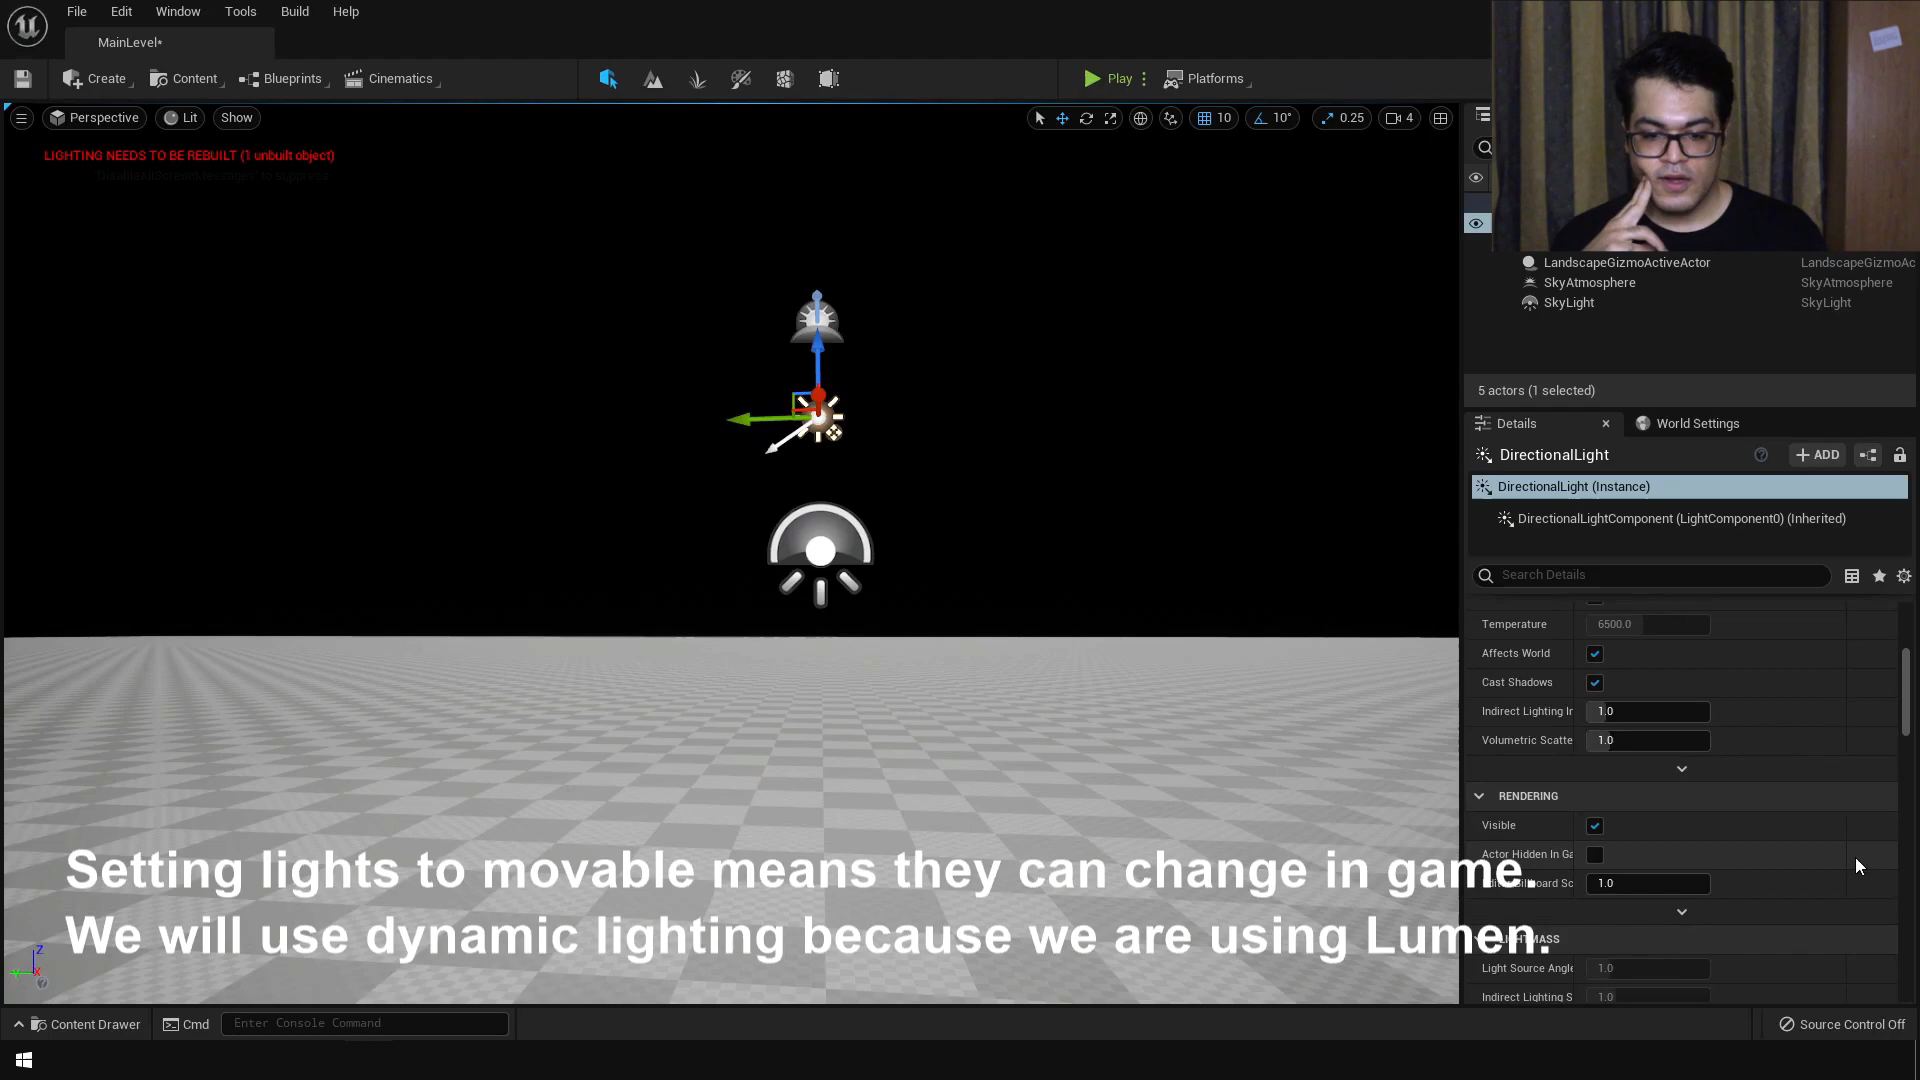 File Edit Window Tools Build Help
MainLevel*
Create Content Blueprints Cinematics Play Platforms
Perspective Lit Show 10 10° 0.25 4
LIGHTING NEEDS TO BE REBUILT (1 unbuilt object)
'DisableAllScreenMessages' to suppress
LandscapeGizmoActiveActor LandscapeGizmoAc
SkyAtmosphere SkyAtmosphere
SkyLight SkyLight
5 actors (1 selected)
Details World Settings
DirectionalLight ADD
DirectionalLight (Instance)
DirectionalLightComponent (LightComponent0) (Inherited)
Search Details
Temperature 6500.0
Affects World
Cast Shadows
Indirect Lighting In 1.0
Volumetric Scatte 1.0
RENDERING
Visible
Actor Hidden In Ga
1.0
Light Source Angle 1.0
Indirect Lighting S 1.0
Setting lights to movable means they can change in game.
We will use dynamic lighting because we are using Lumen.
Z
Y X
Content Drawer Cmd Enter Console Command Source Control Off